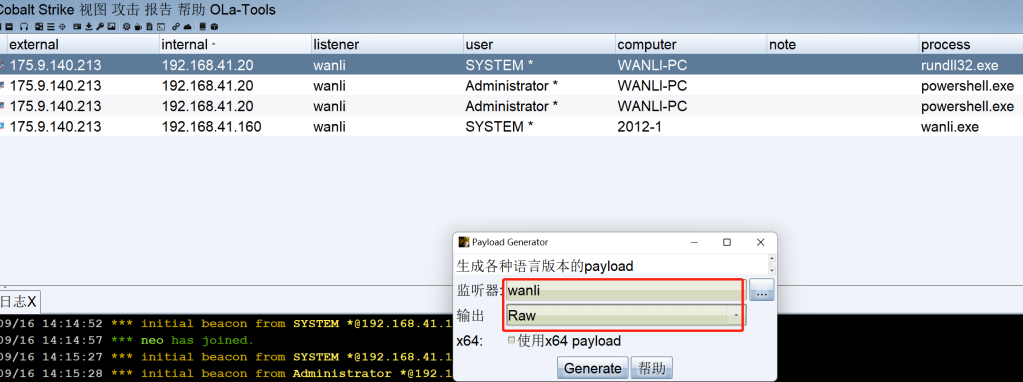 Cobalt Strike 视图 攻击 报告 帮助 OLa-Tools
external internal listener user computer note process
175.9.140.213 192.168.41.20 wanli SYSTEM * WANLI-PC rundll32.exe
175.9.140.213 192.168.41.20 wanli Administrator * WANLI-PC powershell.exe
175.9.140.213 192.168.41.20 wanli Administrator * WANLI-PC powershell.exe
175.9.140.213 192.168.41.160 wanli SYSTEM * 2012-1 wanli.exe
Payload Generator
生成各种语言版本的payload
监听器: wanli ...
输出 Raw
x64: 使用x64 payload
Generate 帮助
日志X
09/16 14:14:52 *** initial beacon from SYSTEM *@192.168.41.1
09/16 14:14:57 *** neo has joined.
09/16 14:15:27 *** initial beacon from SYSTEM *@192.168.41.
09/16 14:15:28 *** initial beacon from Administrator *@192.1